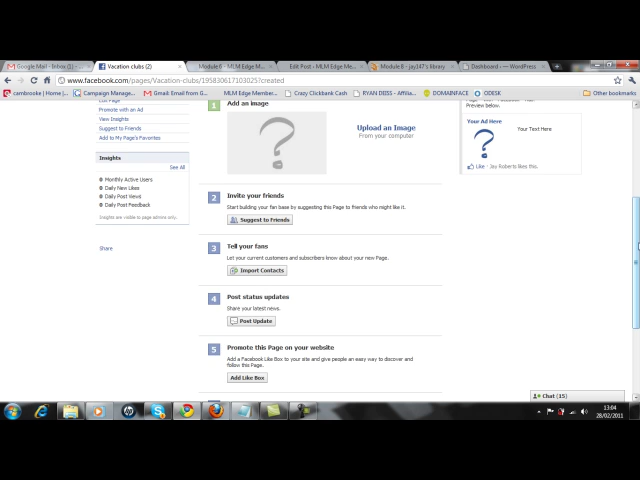 Google Mail - Inbox (1) -
Vacation clubs (2)
Module 6 - MLM Edge M...
Edit Post ‹ MLM Edge Me...
Module 8 - jay147's library
Dashboard ‹ — WordPress
www.facebook.com/pages/Vacation-clubs/195830617103025?created
cambrooke | Home |...
Campaign Manage...
Gmail: Email from G...
MLM Edge Member...
Crazy Clickbank Cash
RYAN DEISS - Affilia...
DOMAINFACE
ODESK
Other bookmarks
Edit Page
Promote with an Ad
View Insights
Suggest to Friends
Add to My Page's Favorites
Insights
See All
0 Monthly Active Users
0 Daily New Likes
0 Daily Post Views
0 Daily Post Feedback
Insights are visible to page admins only.
Share
1
Add an image
Upload an Image
From your computer
2
Invite your friends
Start building your fan base by suggesting this Page to friends who might like it.
Suggest to Friends
3
Tell your fans
Let your current customers and subscribers know about your new Page.
Import Contacts
4
Post status updates
Share your latest news.
Post Update
5
Promote this Page on your website
Add a Facebook Like Box to your site and give people an easy way to discover and
follow this Page.
Add Like Box
Preview below.
Your Ad Here
Your Text Here
Like · Jay Roberts likes this.
Chat (15)
13:04
28/02/2011